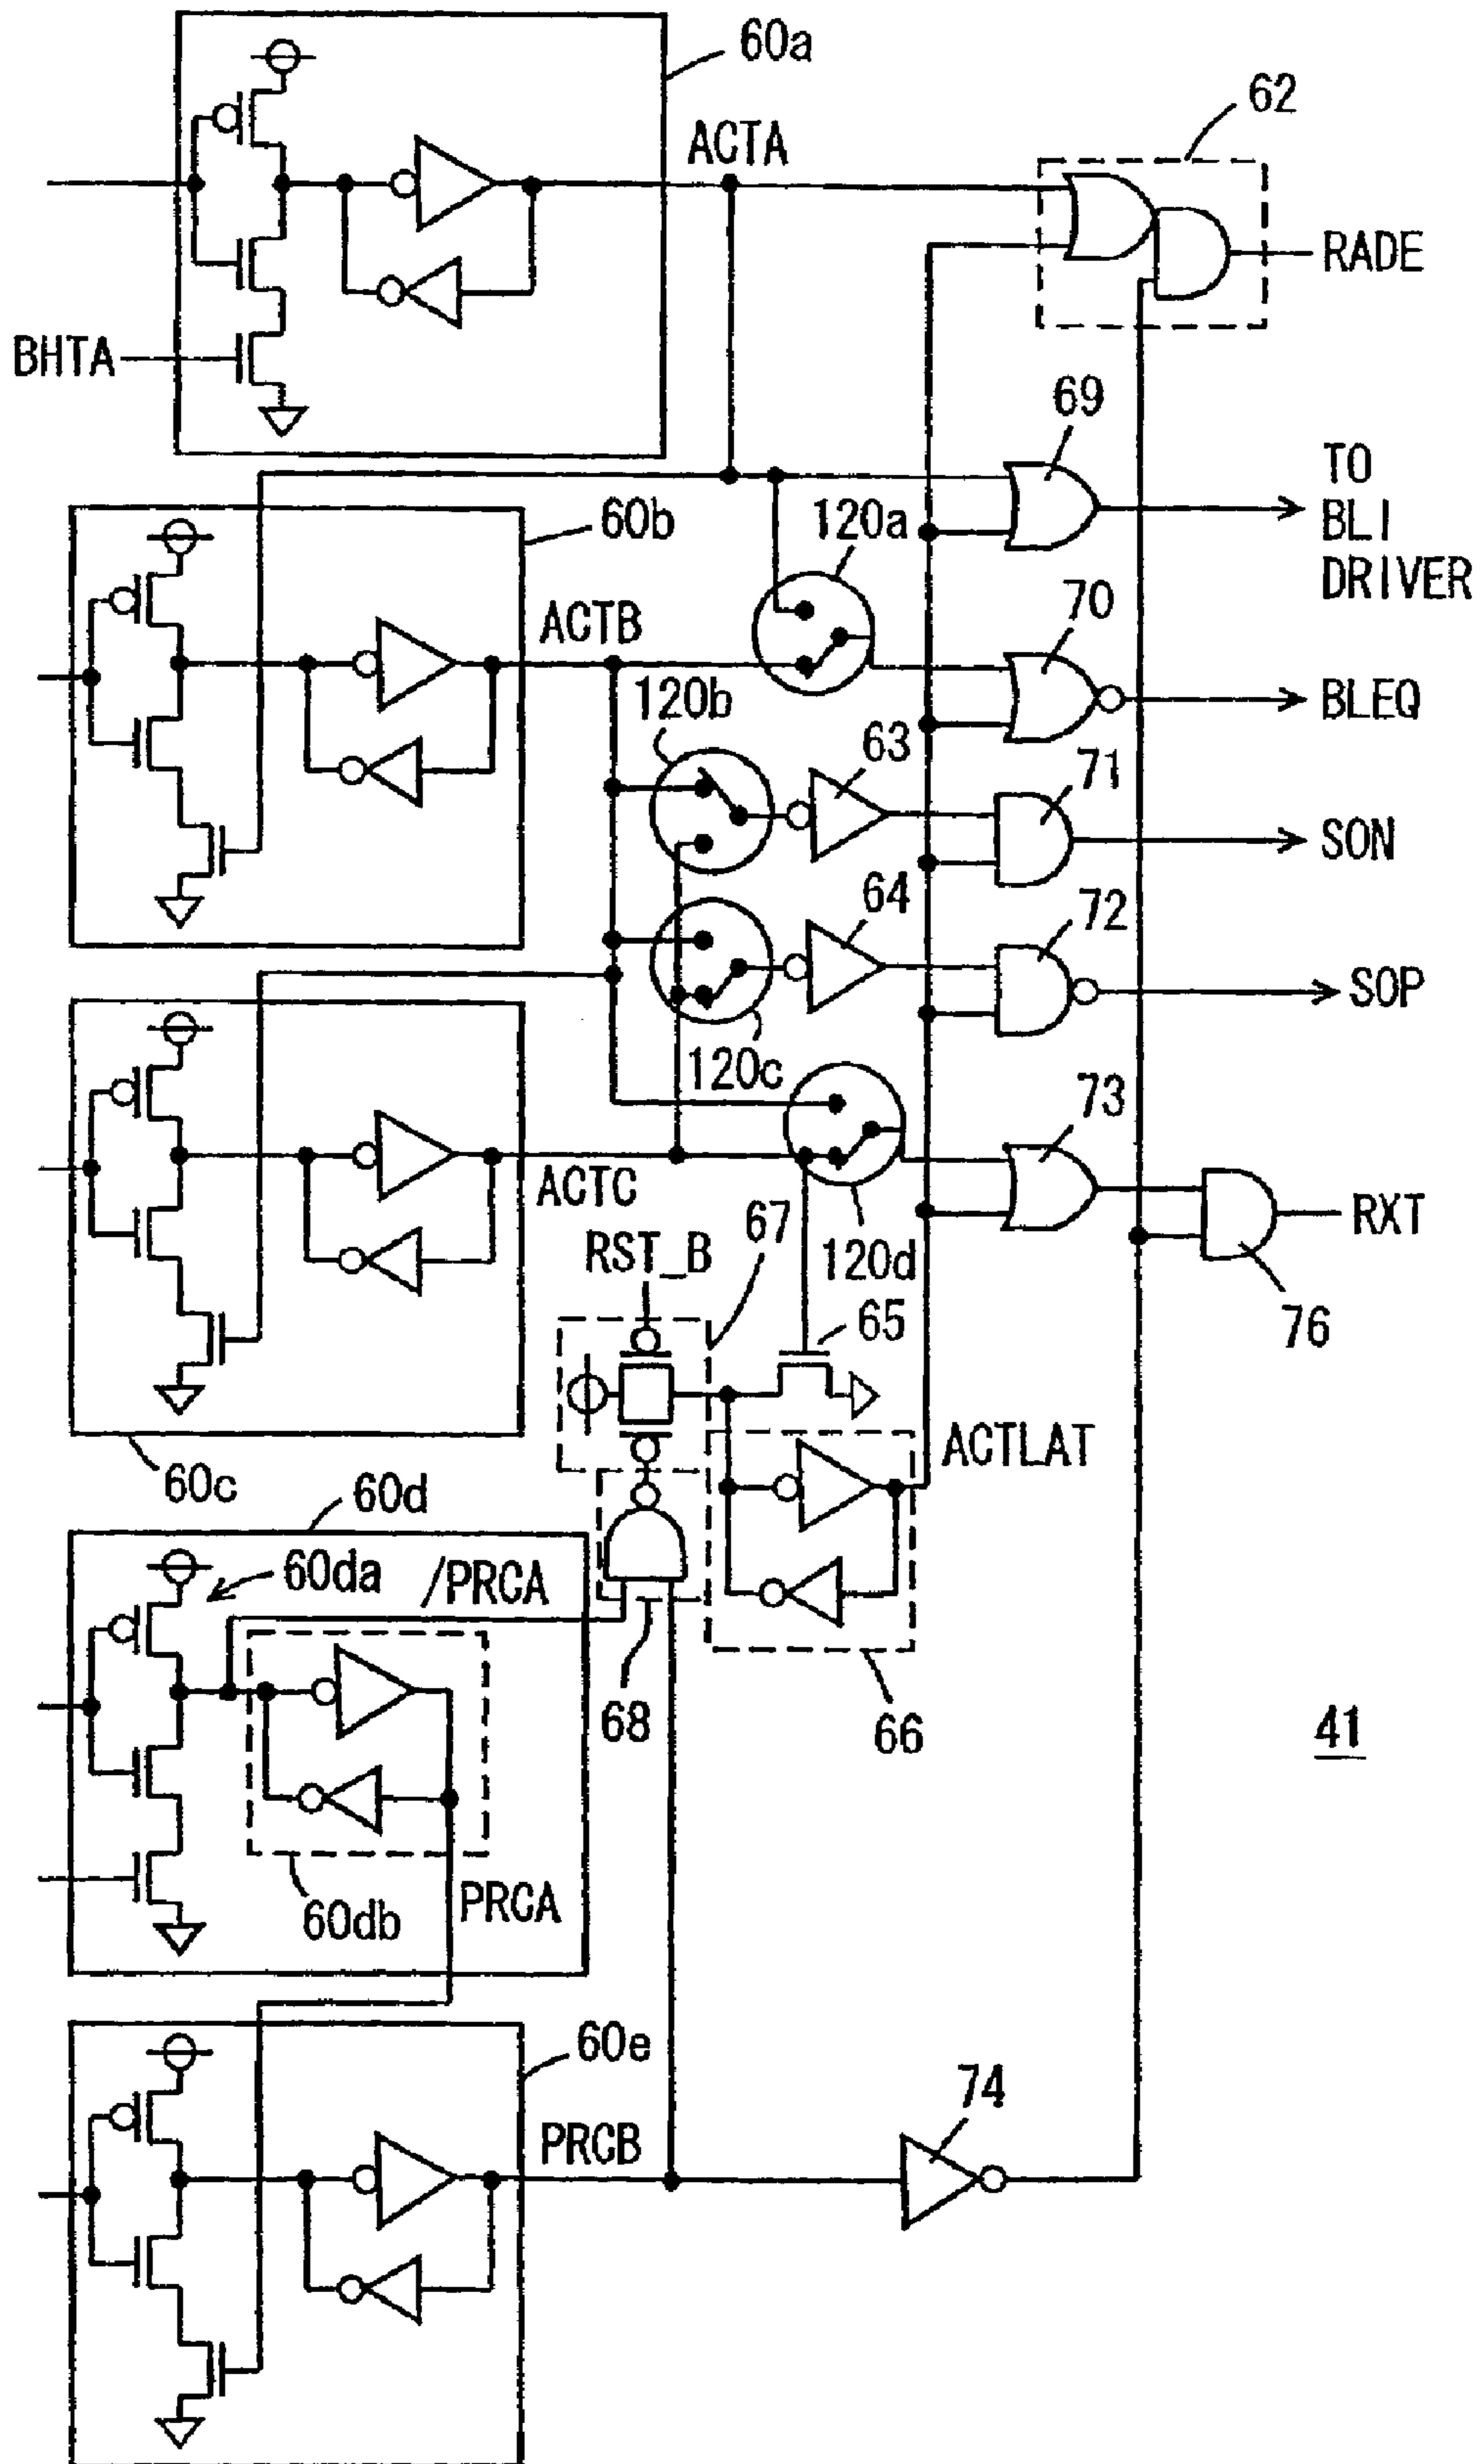 60a
62
ACTA
RADE
BHTA
69
TO
BLI
DRIVER
60b
120a
ACTB
70
120b
BLEQ
63
71
SON
64
72
SOP
120c
73
ACTC
67
RST_B
120d
RXT
65
76
60c
ACTLAT
60d
60da
/PRCA
68
66
41
60db
PRCA
60e
74
PRCB